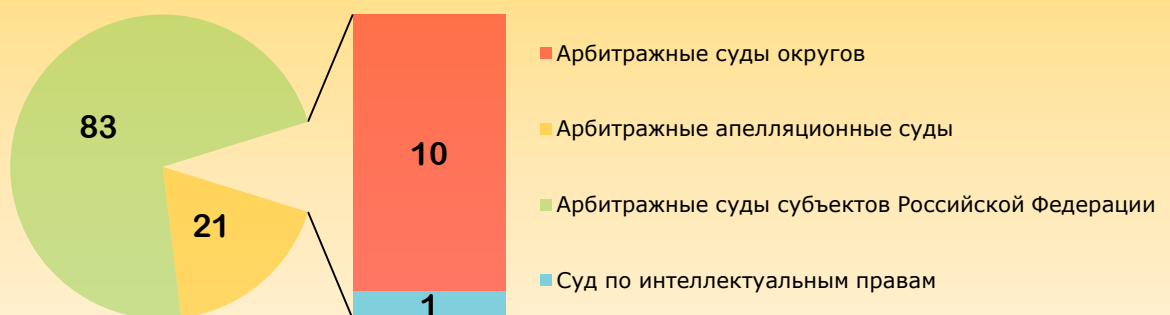 83
21
10
1
Арбитражные суды округов
Арбитражные апелляционные суды
Арбитражные суды субъектов Российской Федерации
Суд по интеллектуальным правам